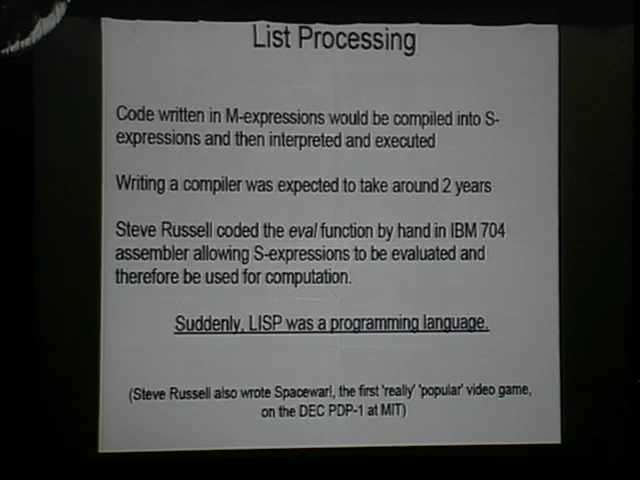 List Processing
Code written in M-expressions would be compiled into S-
expressions and then interpreted and executed
Writing a compiler was expected to take around 2 years
Steve Russell coded the eval function by hand in IBM 704
assembler allowing S-expressions to be evaluated and
therefore be used for computation.
Suddenly, LISP was a programming language.
(Steve Russell also wrote Spacewar!, the first 'really' 'popular' video game,
on the DEC PDP-1 at MIT)